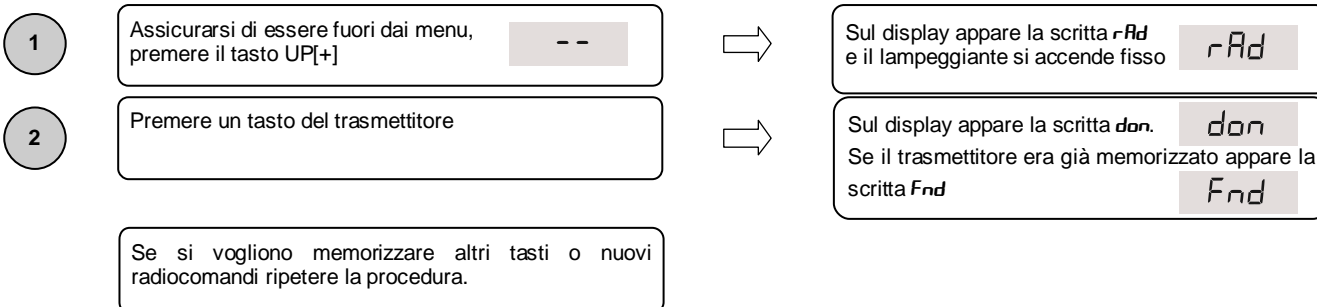 1
Assicurarsi di essere fuori dai menu,
premere il tasto UP[+]
--
Sul display appare la scritta rAd
e il lampeggiante si accende fisso
rAd
2
Premere un tasto del trasmettitore
Sul display appare la scritta don.
don
Se il trasmettitore era già memorizzato appare la
scritta Fnd
Fnd
Se si vogliono memorizzare altri tasti o nuovi
radiocomandi ripetere la procedura.